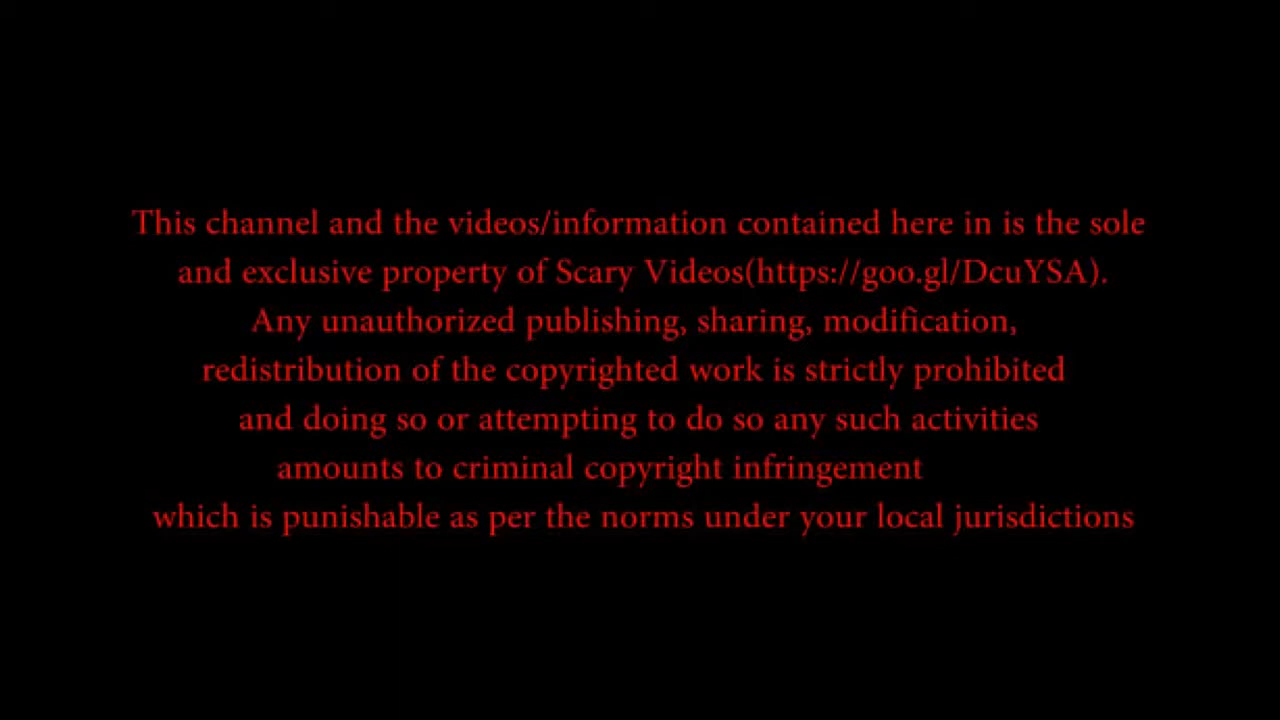 This channel and the videos/information contained here in is the sole
and exclusive property of Scary Videos(https://goo.gl/DcuYSA).
Any unauthorized publishing, sharing, modification,
redistribution of the copyrighted work is strictly prohibited
and doing so or attempting to do so any such activities
amounts to criminal copyright infringement
which is punishable as per the norms under your local jurisdictions